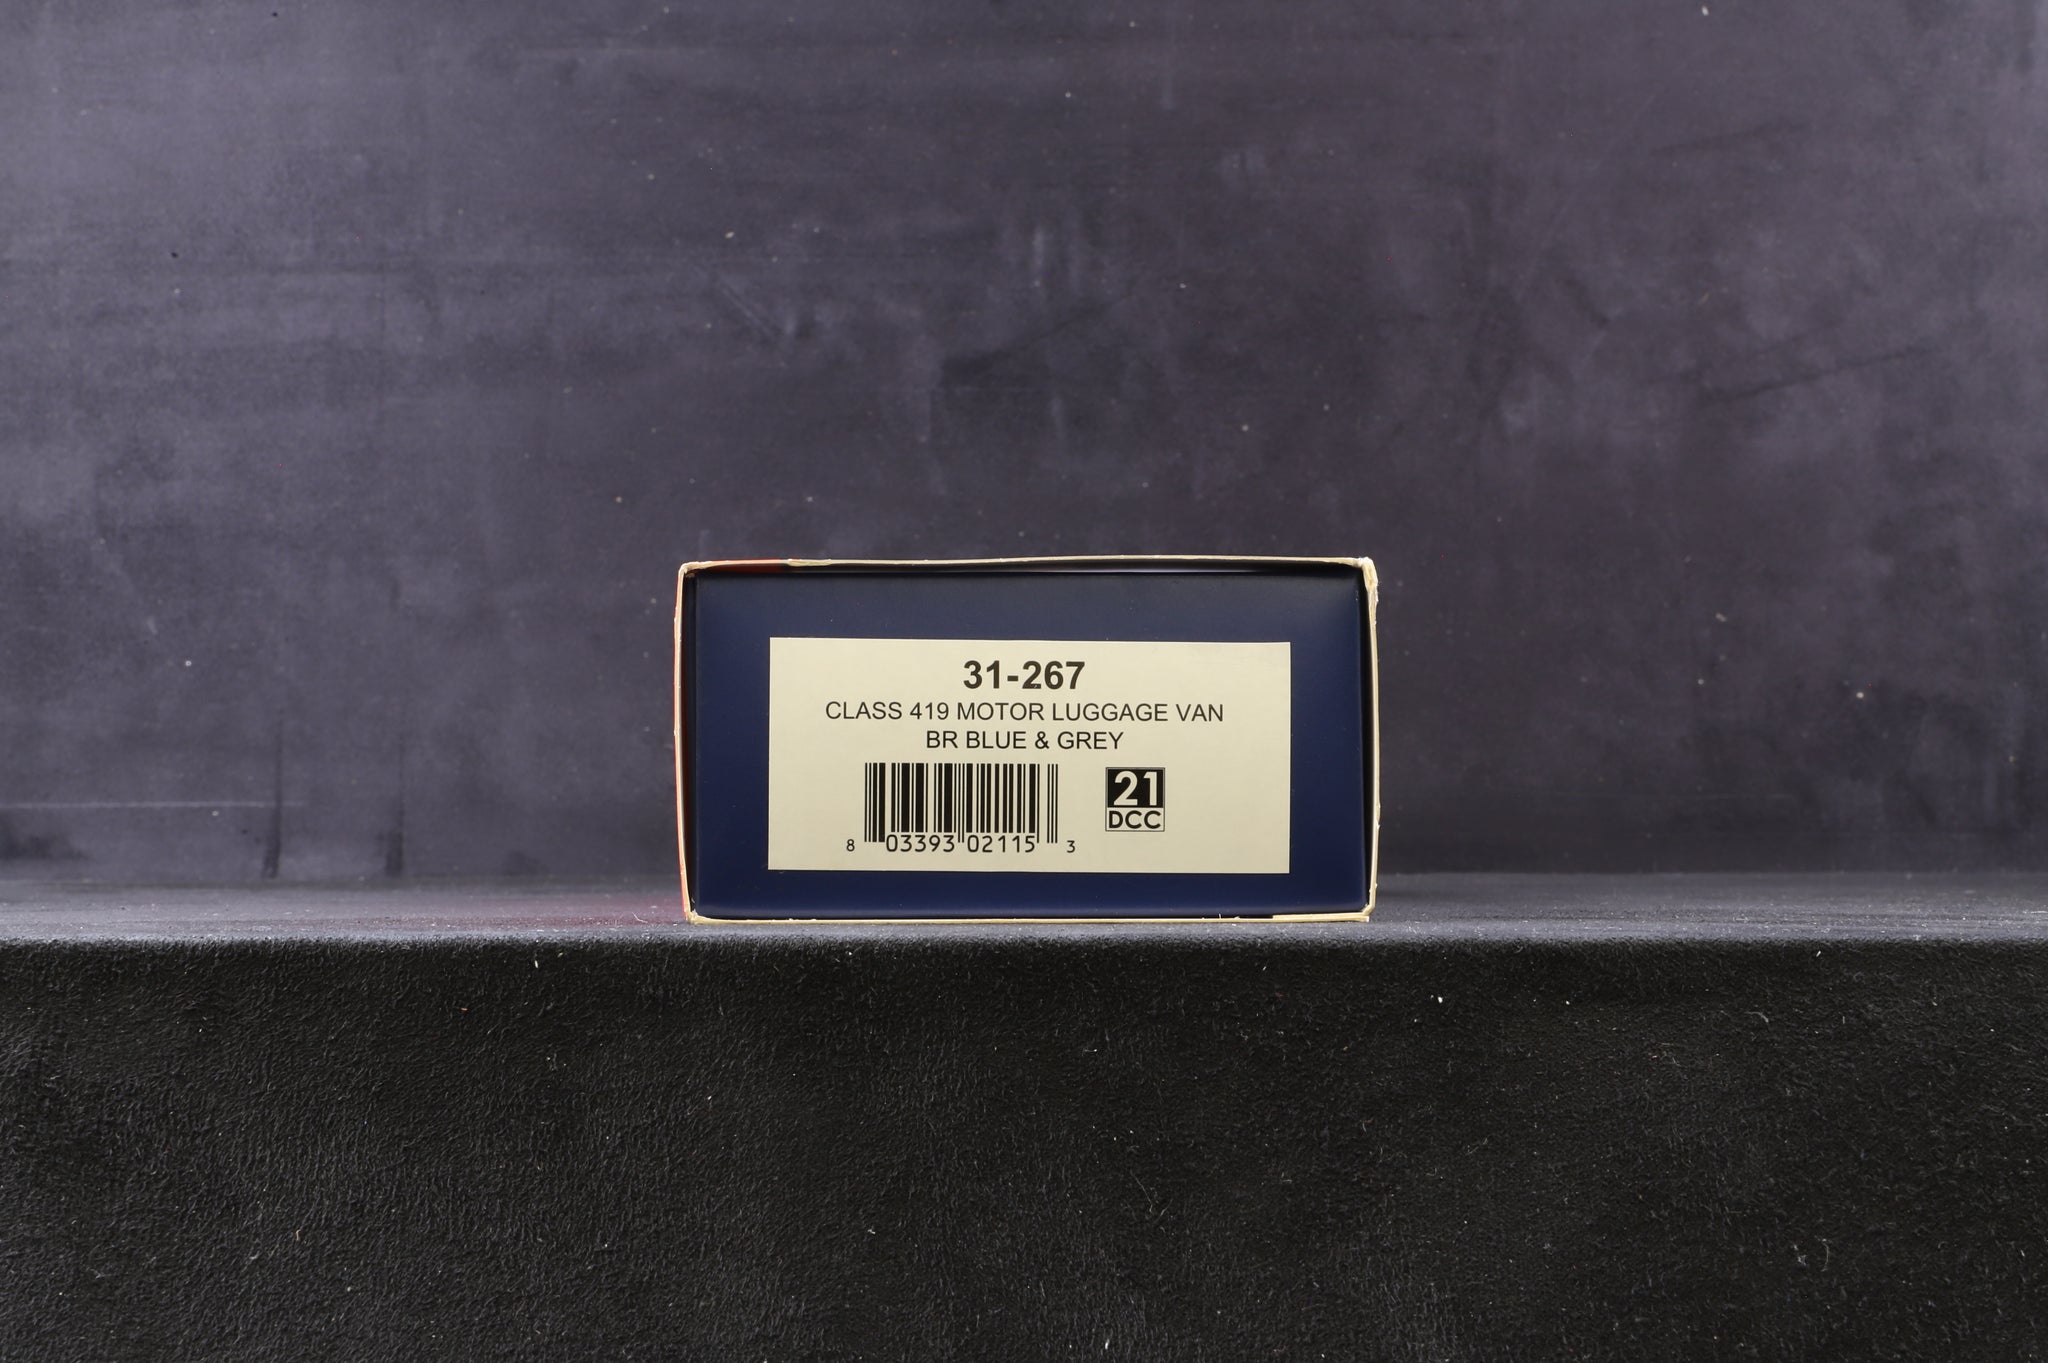 31-267
CLASS 419 MOTOR LUGGAGE VAN
BR BLUE & GREY
8 03393 02115 3
21
DCC